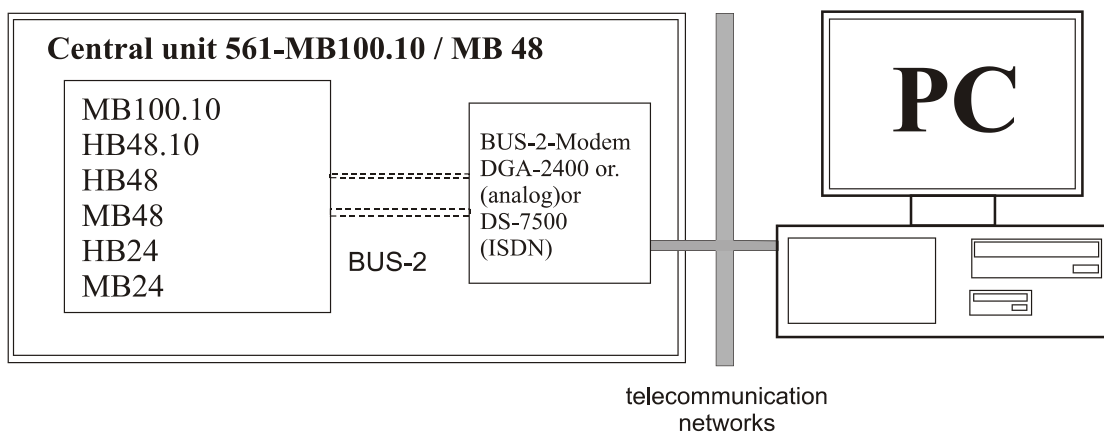 Central unit 561-MB100.10 / MB 48
MB100.10
HB48.10
HB48
MB48
HB24
MB24
BUS-2
BUS-2-Modem
DGA-2400 or.
(analog)or
DS-7500
(ISDN)
PC
telecommunication
networks